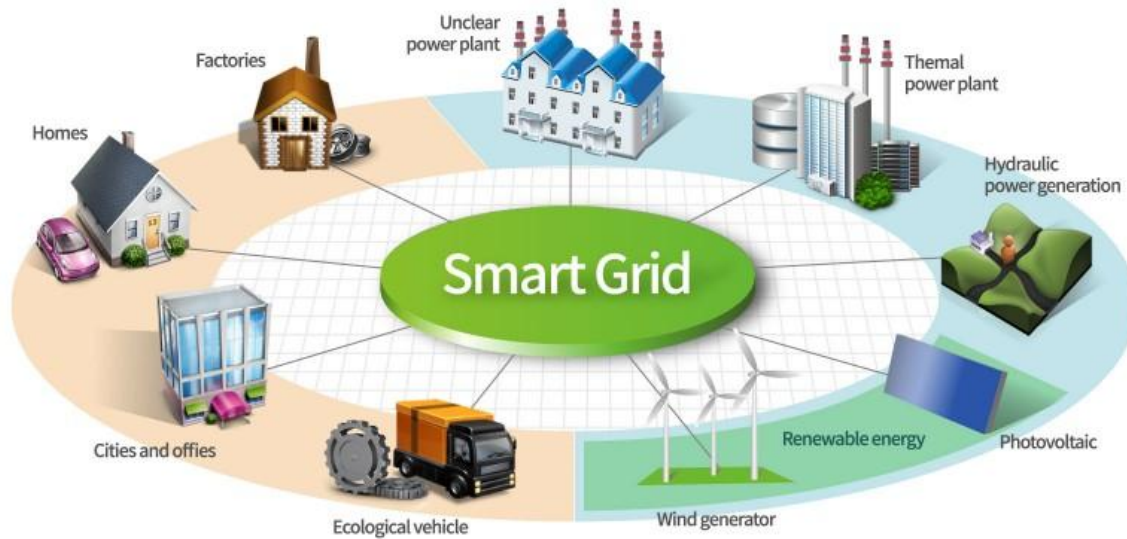 Unclear
power plant
Factories
Themal
power plant
Homes
Hydraulic
power generation
Smart Grid
Cities and offies
Renewable energy
Photovoltaic
Ecological vehicle
Wind generator